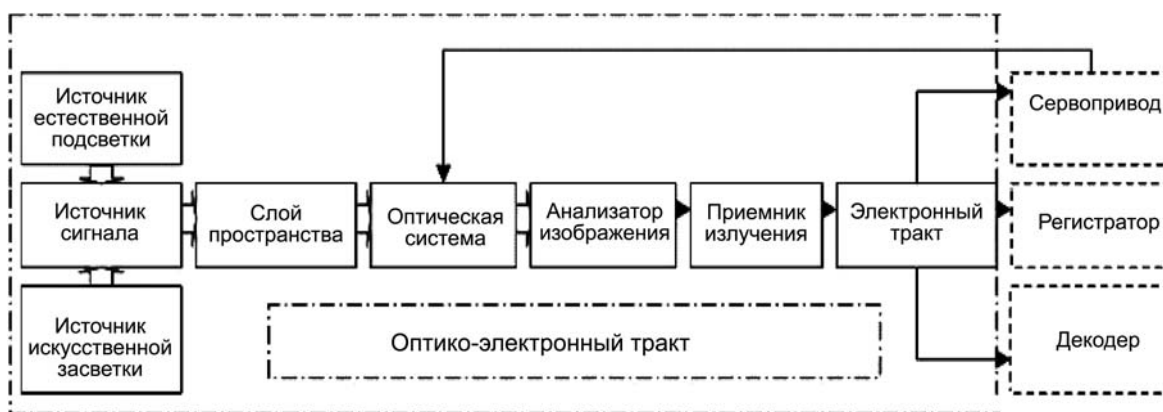 Источник
естественной
подсветки
Сервопривод
Источник
сигнала
Слой
пространства
Оптическая
система
Анализатор
изображения
Приемник
излучения
Электронный
тракт
Регистратор
Источник
искусственной
засветки
Оптико-электронный тракт
Декодер